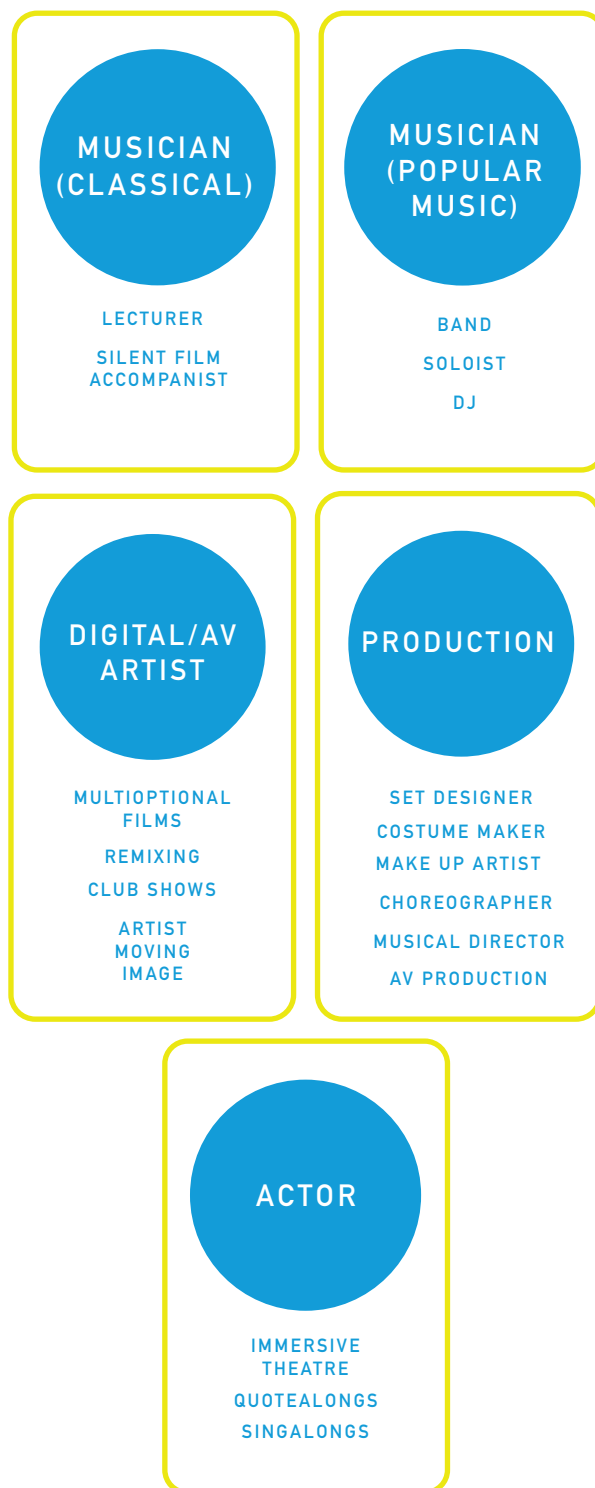 MUSICIAN
(CLASSICAL)
LECTURER
SILENT FILM
ACCOMPANIST
MUSICIAN
(POPULAR
MUSIC)
BAND
SOLOIST
DJ
DIGITAL/AV
ARTIST
MULTIOPTIONAL
FILMS
REMIXING
CLUB SHOWS
ARTIST
MOVING
IMAGE
PRODUCTION
SET DESIGNER
COSTUME MAKER
MAKE UP ARTIST
CHOREOGRAPHER
MUSICAL DIRECTOR
AV PRODUCTION
ACTOR
IMMERSIVE
THEATRE
QUOTEALONGS
SINGALONGS